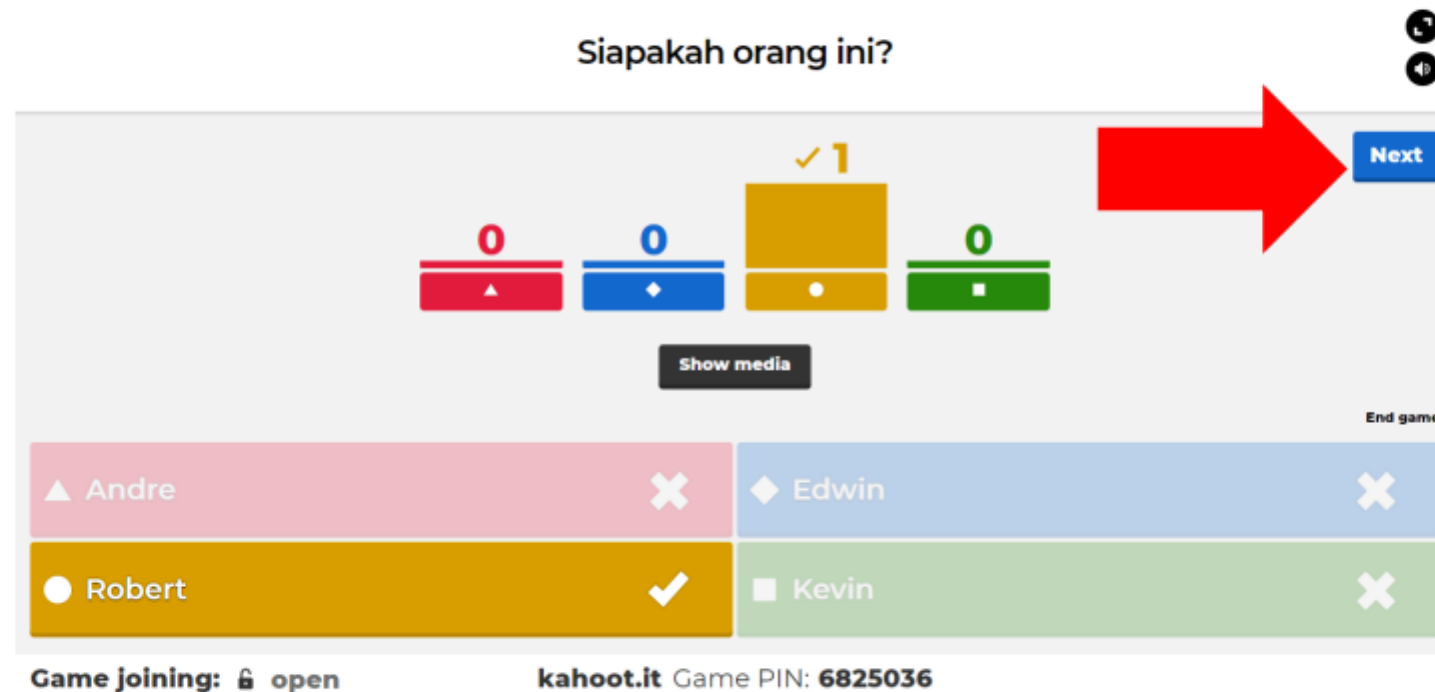 Siapakah orang ini?
Next
1
0 0 0
Show media
End game
Andre Edwin
Robert Kevin
Game joining: open kahoot.it Game PIN: 6825036